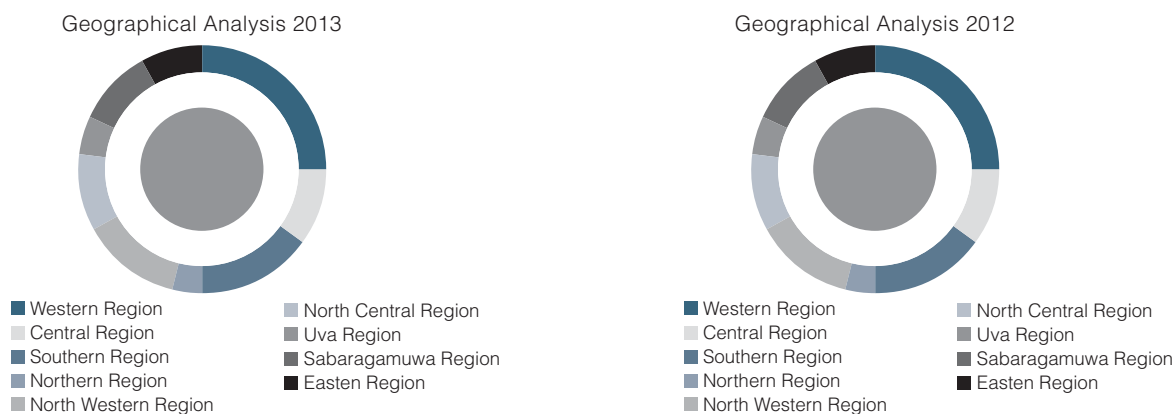 Geographical Analysis 2013
Western Region
Central Region
Southern Region
Northern Region
North Western Region
North Central Region
Uva Region
Sabaragamuwa Region
Easten Region
Geographical Analysis 2012
Western Region
Central Region
Southern Region
Northern Region
North Western Region
North Central Region
Uva Region
Sabaragamuwa Region
Easten Region